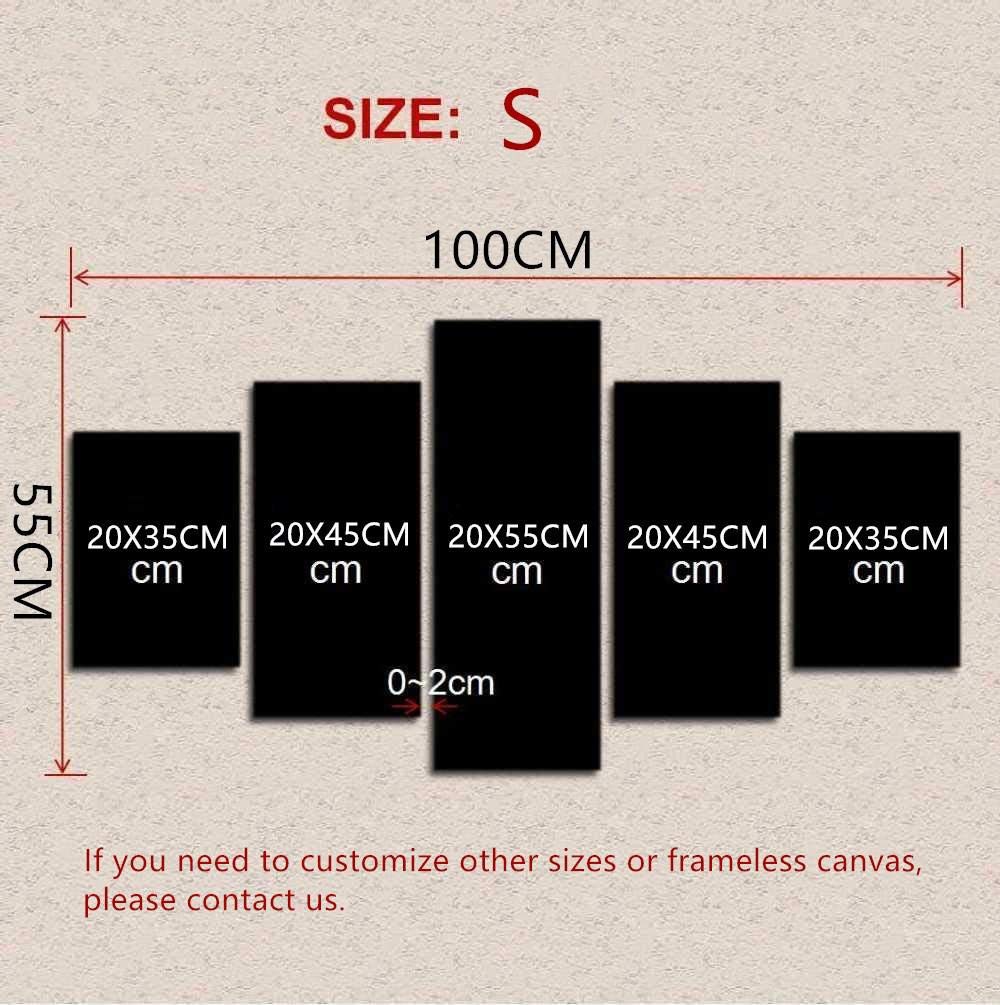 SIZE: S
100CM
55CM
20X35CM
cm
20X45CM
cm
20X55CM
cm
20X45CM
cm
20X35CM
cm
0~2cm
If you need to customize other sizes or frameless canvas,
please contact us.